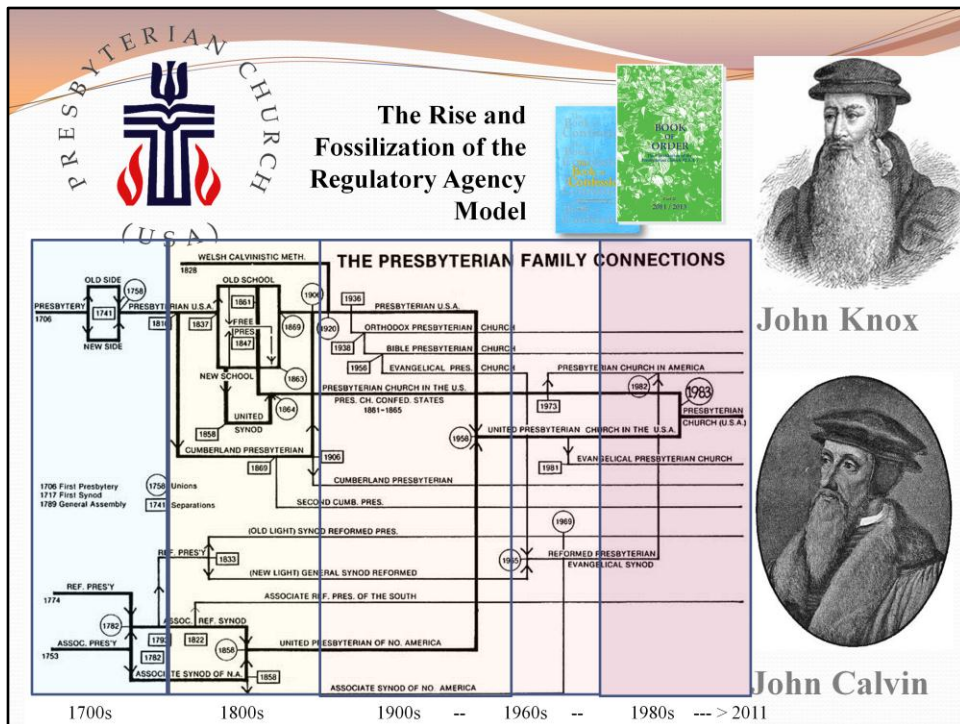 PRESBYTERIAN CHURCH
(USA)
The Rise and
Fossilization of the
Regulatory Agency
Model
BOOK
OF
ORDER
2011 / 2013
John Knox
John Calvin
THE PRESBYTERIAN FAMILY CONNECTIONS
WELSH CALVINISTIC METH.
1828
OLD SIDE
1758
PRESBYTERY
1706
1741
NEW SIDE
PRESBYTERIAN U.S.A.
1810
1837
OLD SCHOOL
1861
FREE
PRES
1847
1869
1906
1920
NEW SCHOOL
1863
1864
UNITED
SYNOD
1858
CUMBERLAND PRESBYTERIAN
1869
1906
1936
PRESBYTERIAN U.S.A.
ORTHODOX PRESBYTERIAN CHURCH
1938
BIBLE PRESBYTERIAN CHURCH
1956
EVANGELICAL PRES. CHURCH
PRESBYTERIAN CHURCH IN AMERICA
1982
1983
PRESBYTERIAN CHURCH IN THE U.S.
PRES. CH. CONFED. STATES
1861-1865
1973
PRESBYTERIAN
CHURCH (U.S.A.)
1958
UNITED PRESBYTERIAN CHURCH IN THE U.S.A.
1981
EVANGELICAL PRESBYTERIAN CHURCH
CUMBERLAND PRESBYTERIAN
SECOND CUMB. PRES.
1706 First Presbytery
1717 First Synod
1789 General Assembly
1758 Unions
1741 Separations
(OLD LIGHT) SYNOD REFORMED PRES.
1969
REF. PRES'Y
1833
1965
REFORMED PRESBYTERIAN
EVANGELICAL SYNOD
(NEW LIGHT) GENERAL SYNOD REFORMED
REF. PRES'Y
1774
ASSOCIATE REF. PRES. OF THE SOUTH
1782
ASSOC. REF. SYNOD
1793
1822
ASSOC. PRES'Y
1753
1782
1858
UNITED PRESBYTERIAN OF NO. AMERICA
ASSOCIATE SYNOD OF N.A.
1858
ASSOCIATE SYNOD OF NO. AMERICA
1700s 1800s 1900s -- 1960s -- 1980s --- > 2011